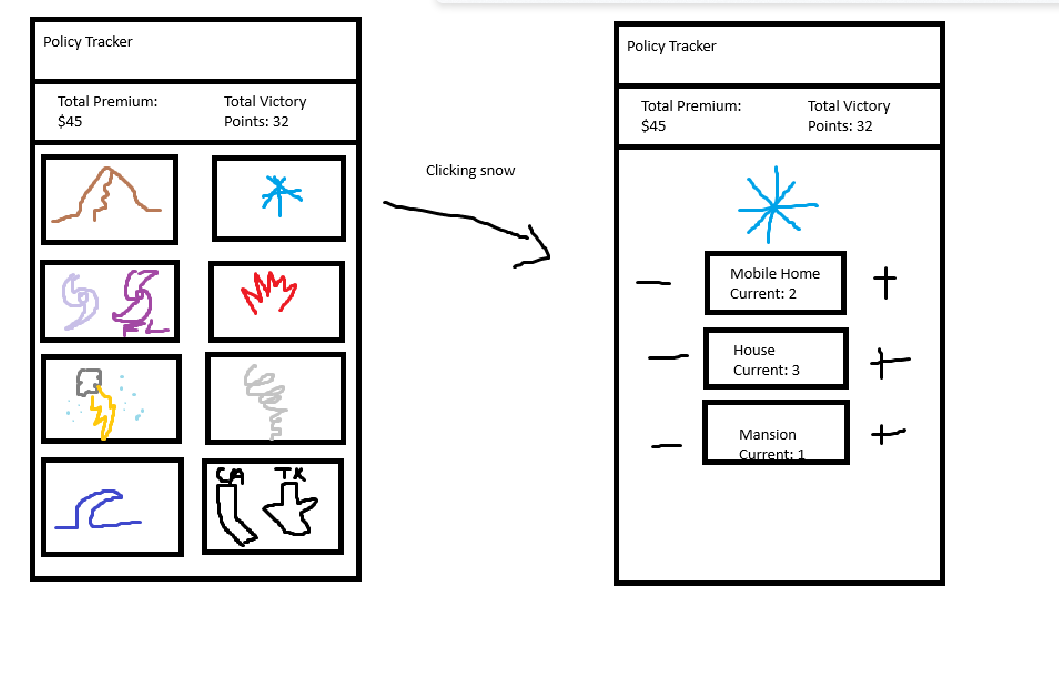 Policy Tracker
Total Premium:
$45
Total Victory
Points: 32
FL
CA TX
Clicking snow
Policy Tracker
Total Premium:
$45
Total Victory
Points: 32
Mobile Home
Current: 2
House
Current: 3
Mansion
Current: 1